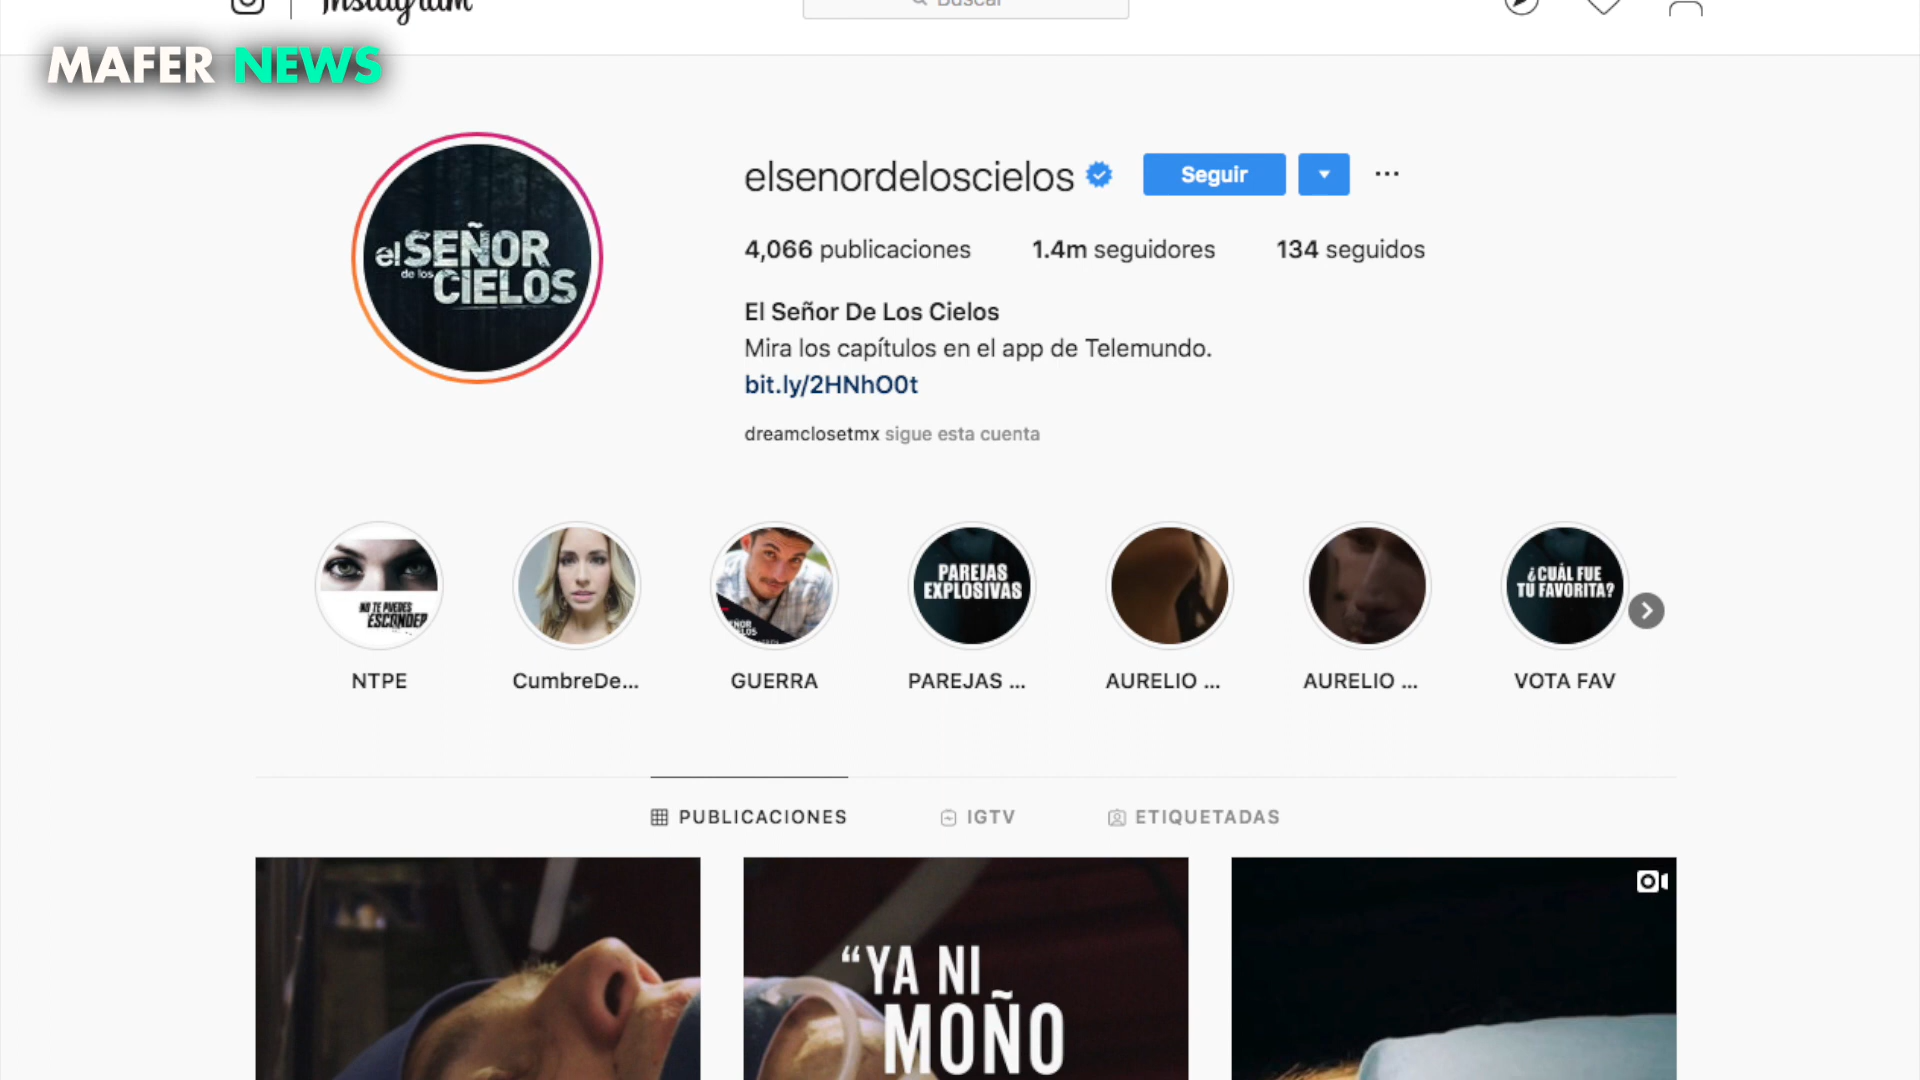 Instagram
Buscar
MAFER NEWS
el SEÑOR
de los CIELOS
elsenordeloscielos
Seguir
4,066 publicaciones 1.4m seguidores 134 seguidos
El Señor De Los Cielos
Mira los capítulos en el app de Telemundo.
bit.ly/2HNhO0t
dreamclosetmx sigue esta cuenta
NO TE PUEDES
ESCONDER
PAREJAS
EXPLOSIVAS
¿CUÁL FUE
TU FAVORITA?
NTPE CumbreDe... GUERRA PAREJAS ... AURELIO ... AURELIO ... VOTA FAV
PUBLICACIONES IGTV ETIQUETADAS
“YA NI
MOÑO